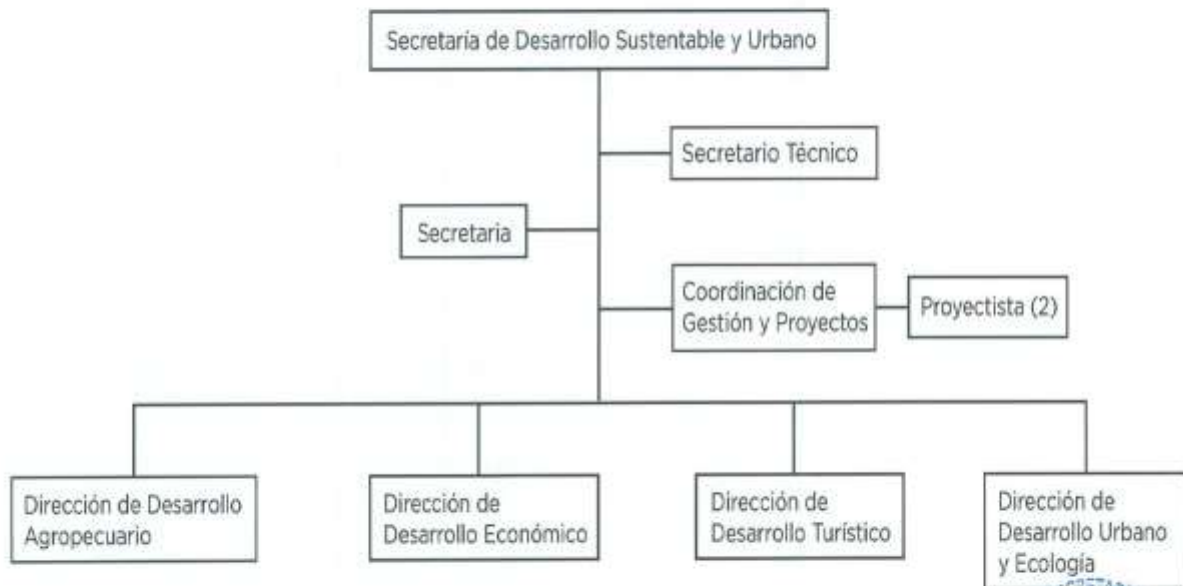 Secretaría de Desarrollo Sustentable y Urbano
Secretario Técnico
Secretaria
Coordinación de
Gestión y Proyectos
Proyectista (2)
Dirección de Desarrollo
Agropecuario
Dirección de
Desarrollo Económico
Dirección de
Desarrollo Turístico
Dirección de
Desarrollo Urbano
y Ecología